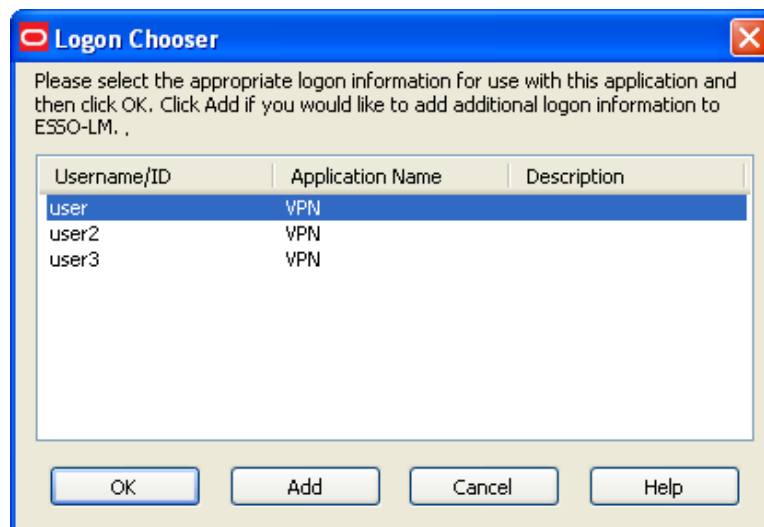 Logon Chooser
Please select the appropriate logon information for use with this application and
then click OK. Click Add if you would like to add additional logon information to
ESSO-LM. ,
Username/ID Application Name Description
user VPN
user2 VPN
user3 VPN
OK Add Cancel Help